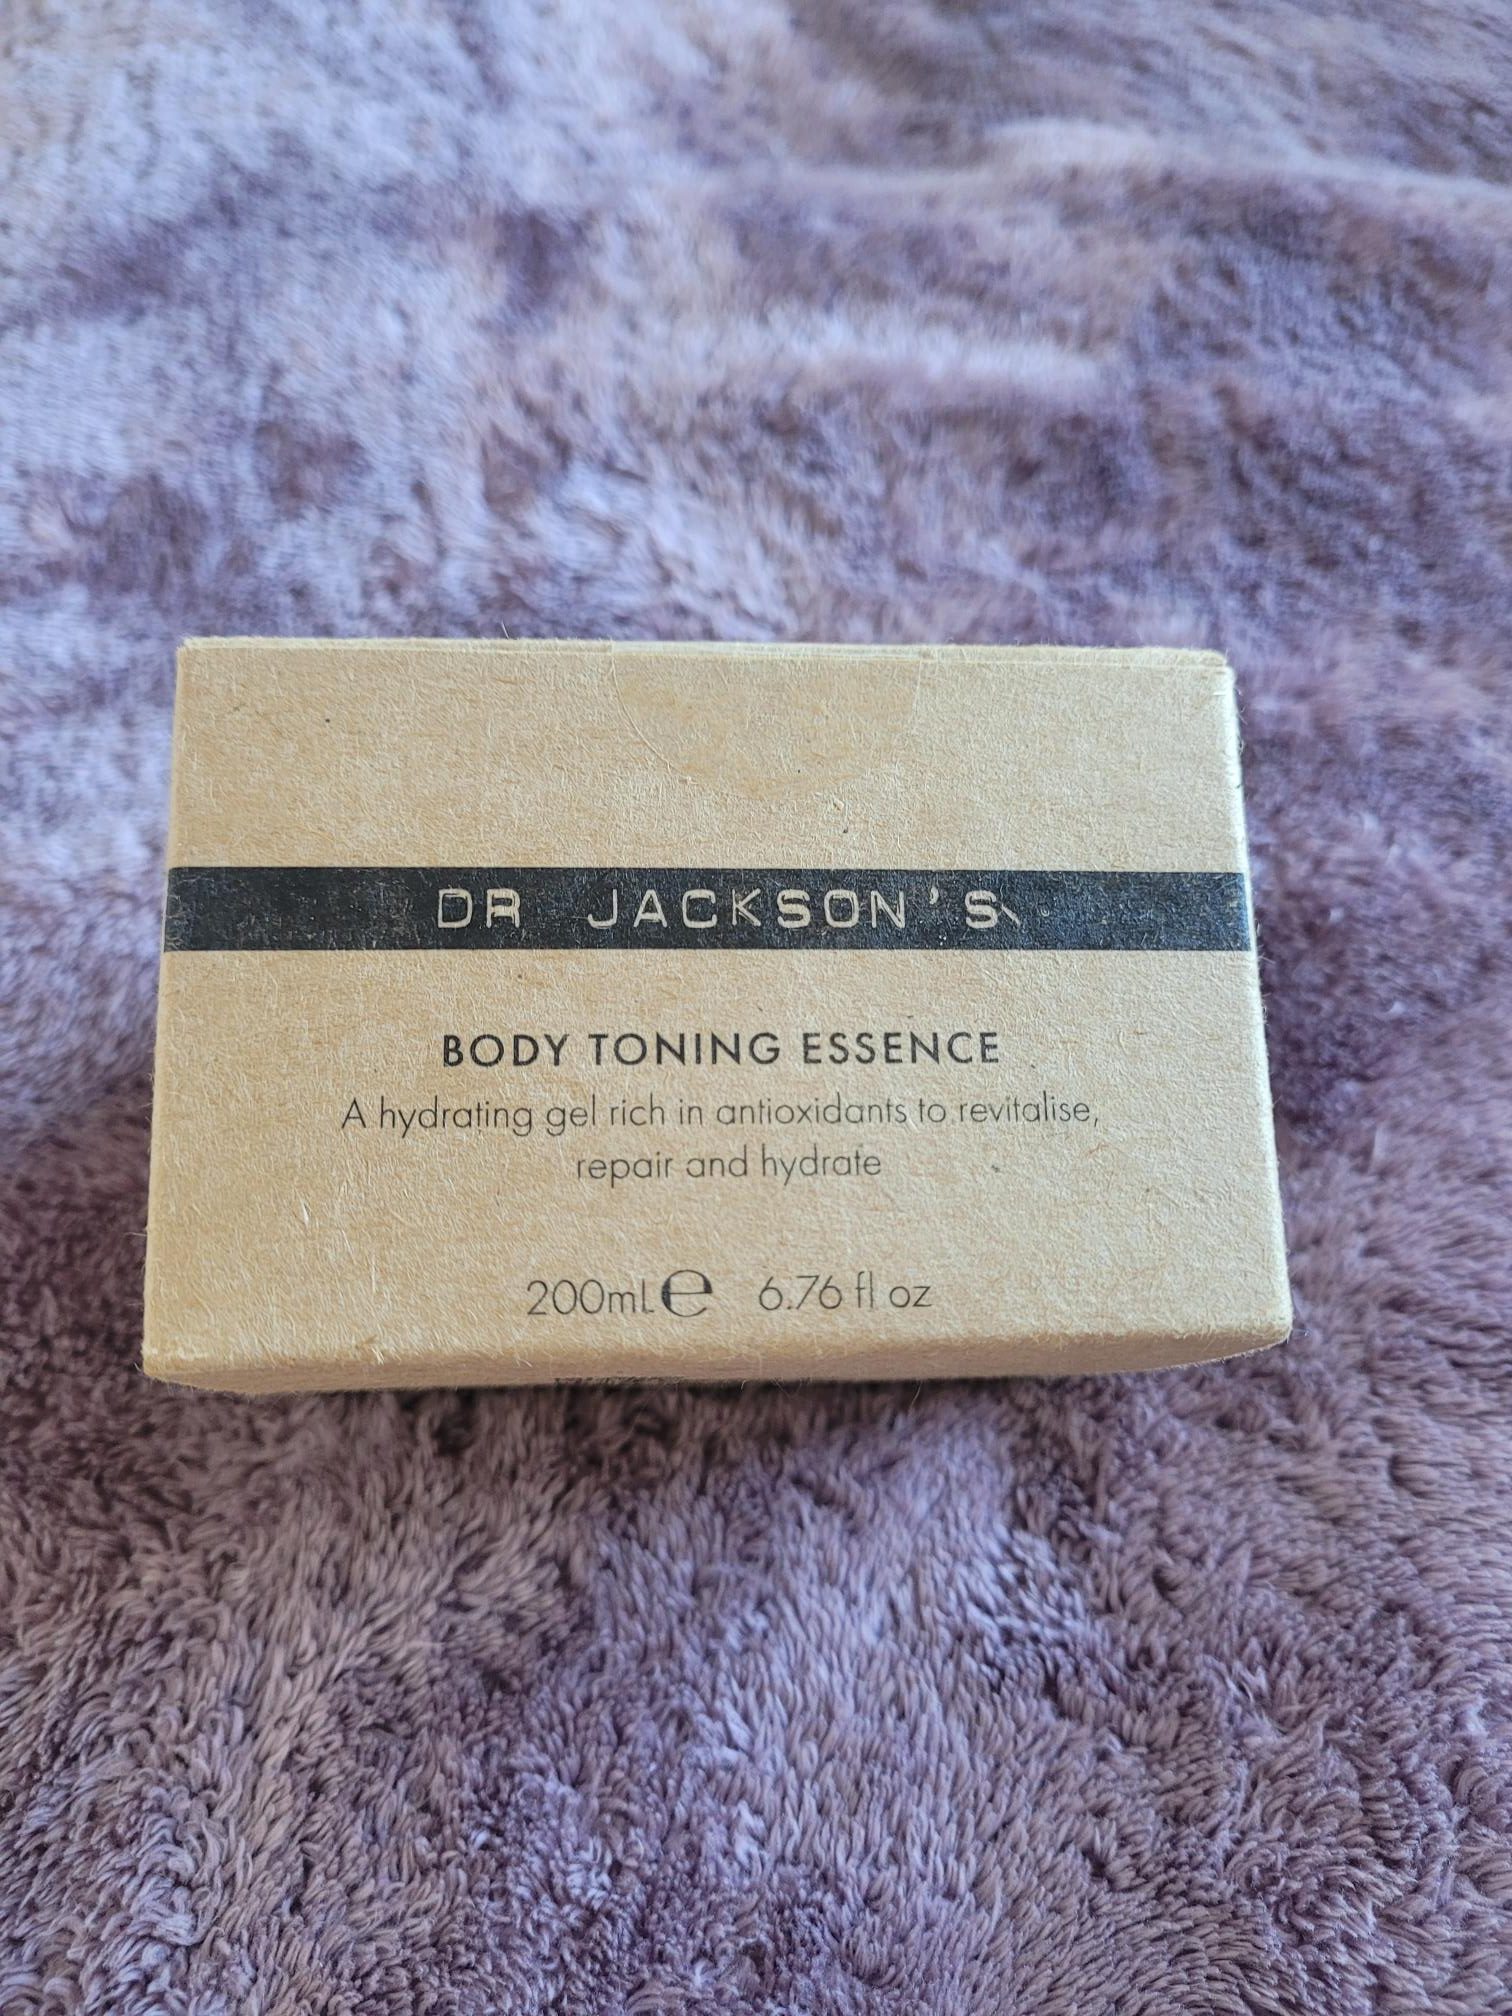 DR JACKSON'S
BODY TONING ESSENCE
A hydrating gel rich in antioxidants to revitalise,
repair and hydrate
200mL ℮ 6.76 fl oz